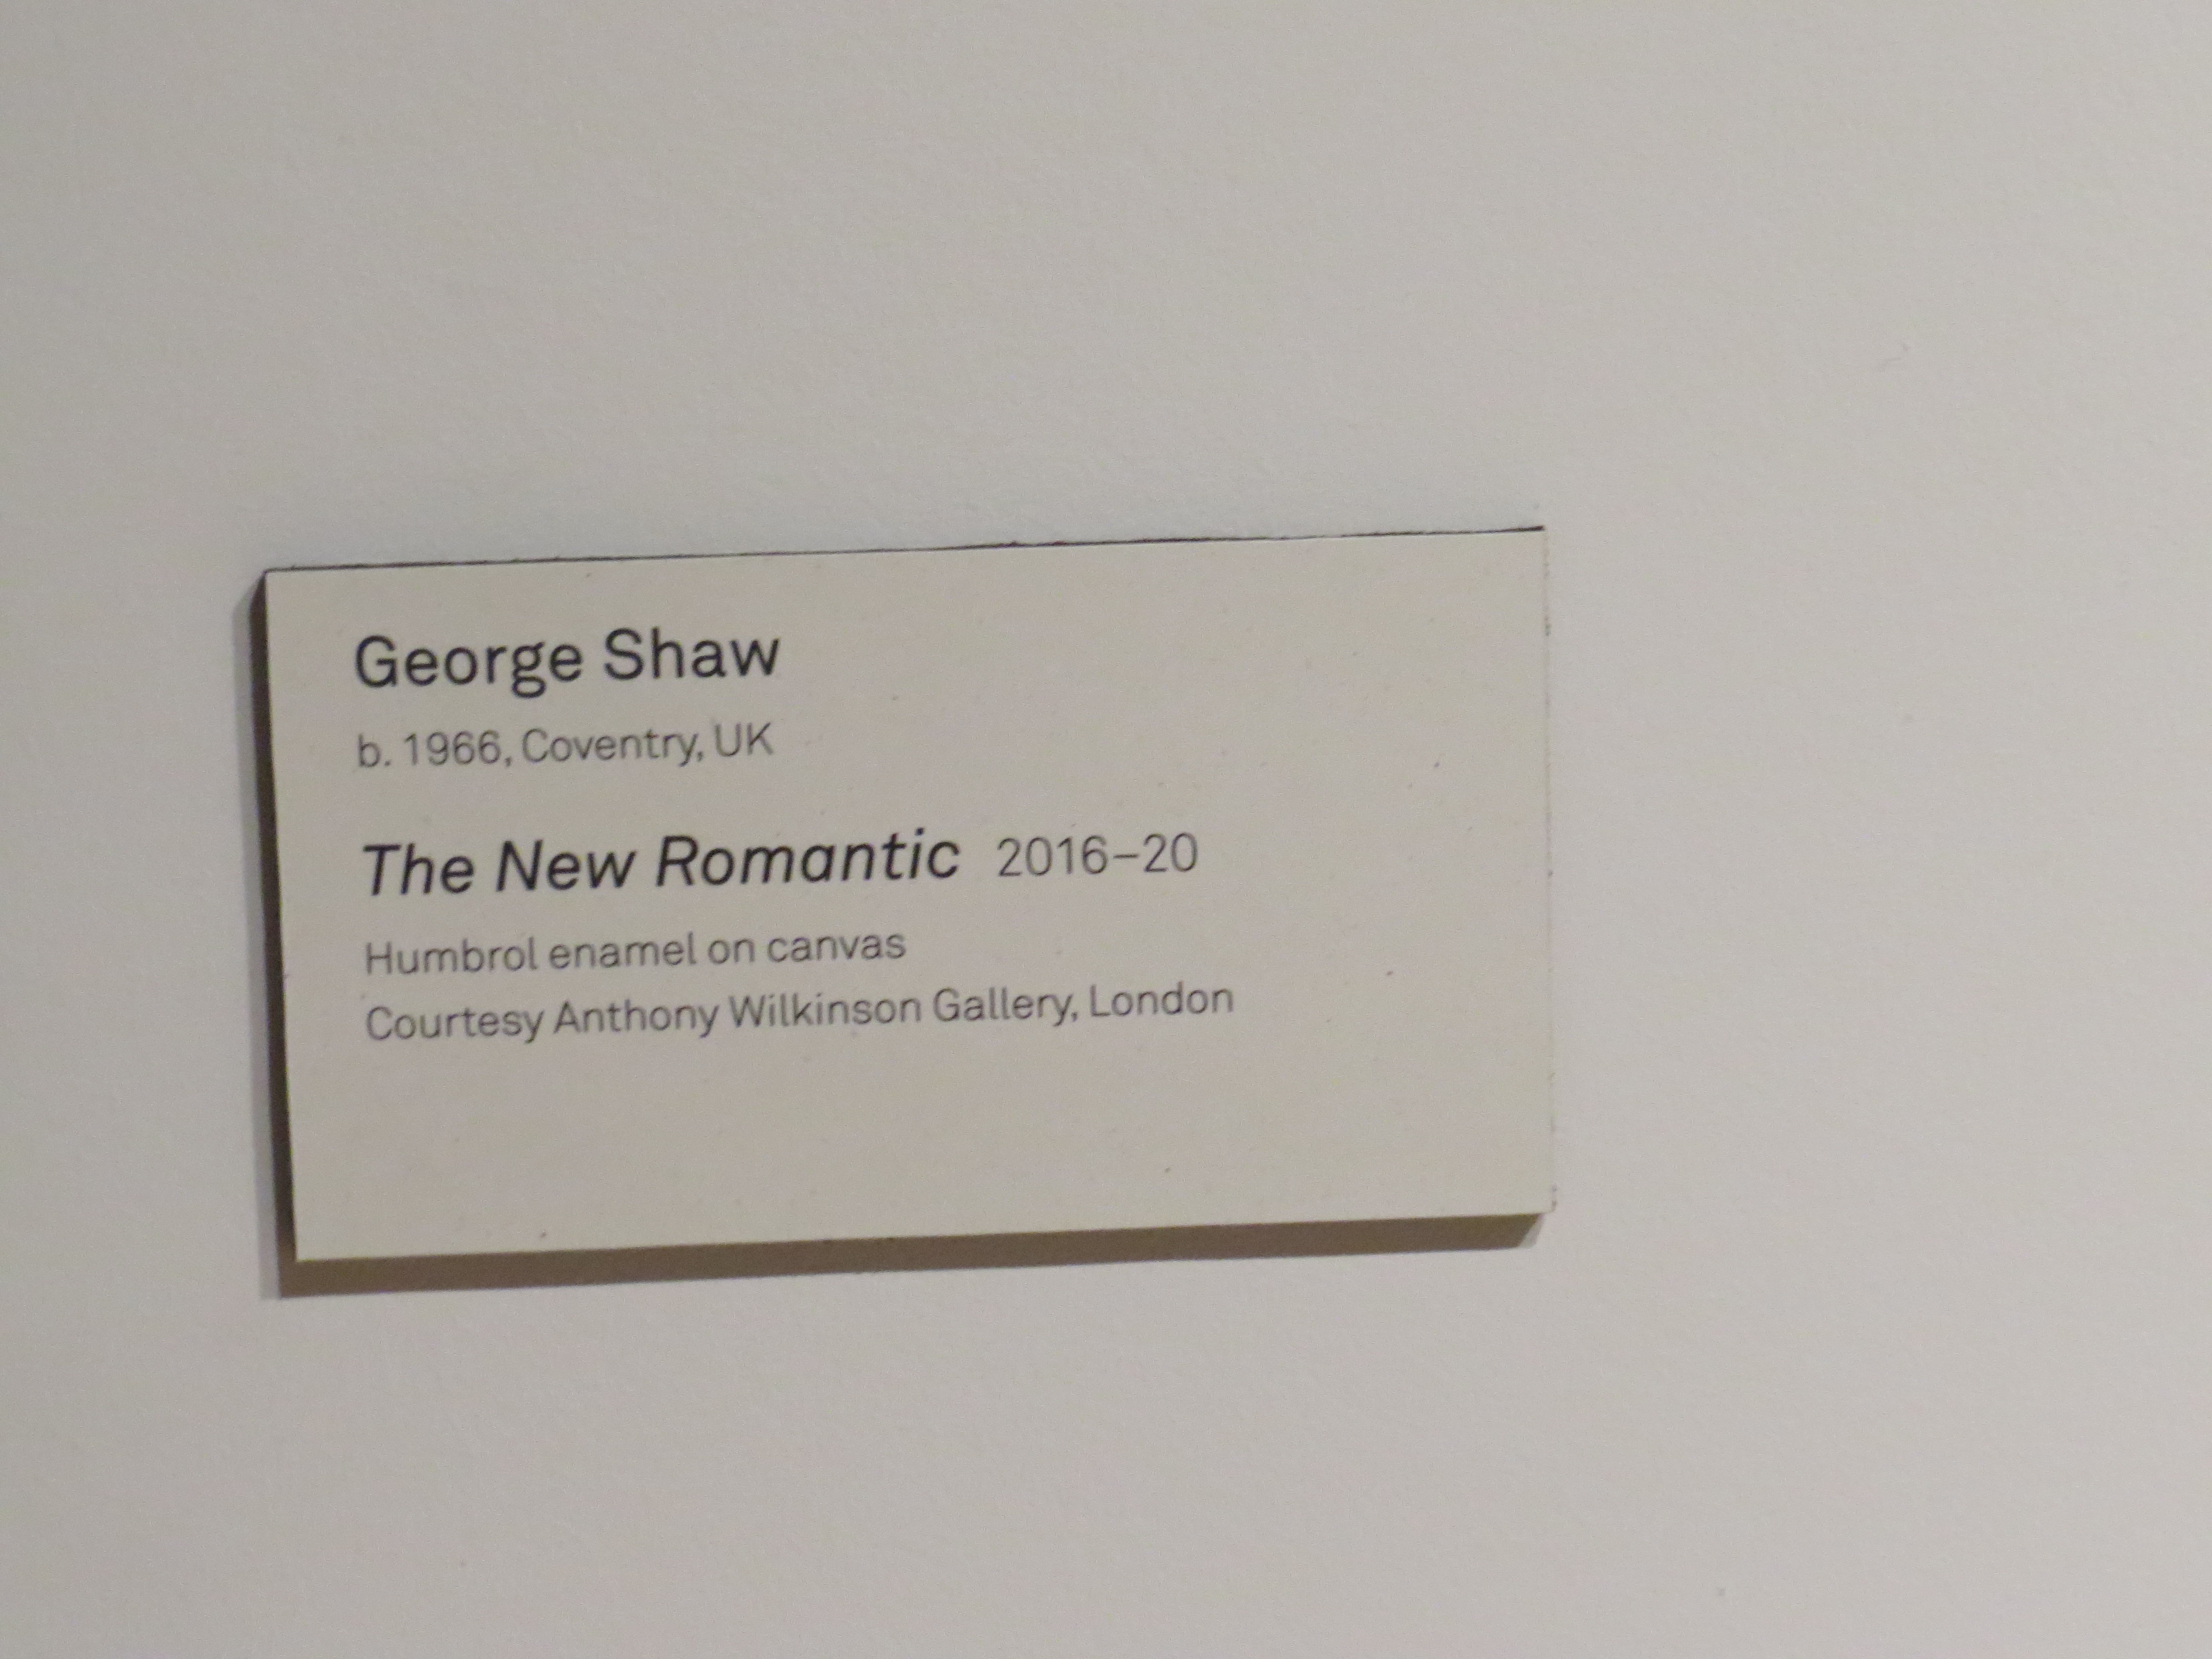 George Shaw
b. 1966, Coventry, UK
The New Romantic 2016–20
Humbrol enamel on canvas
Courtesy Anthony Wilkinson Gallery, London